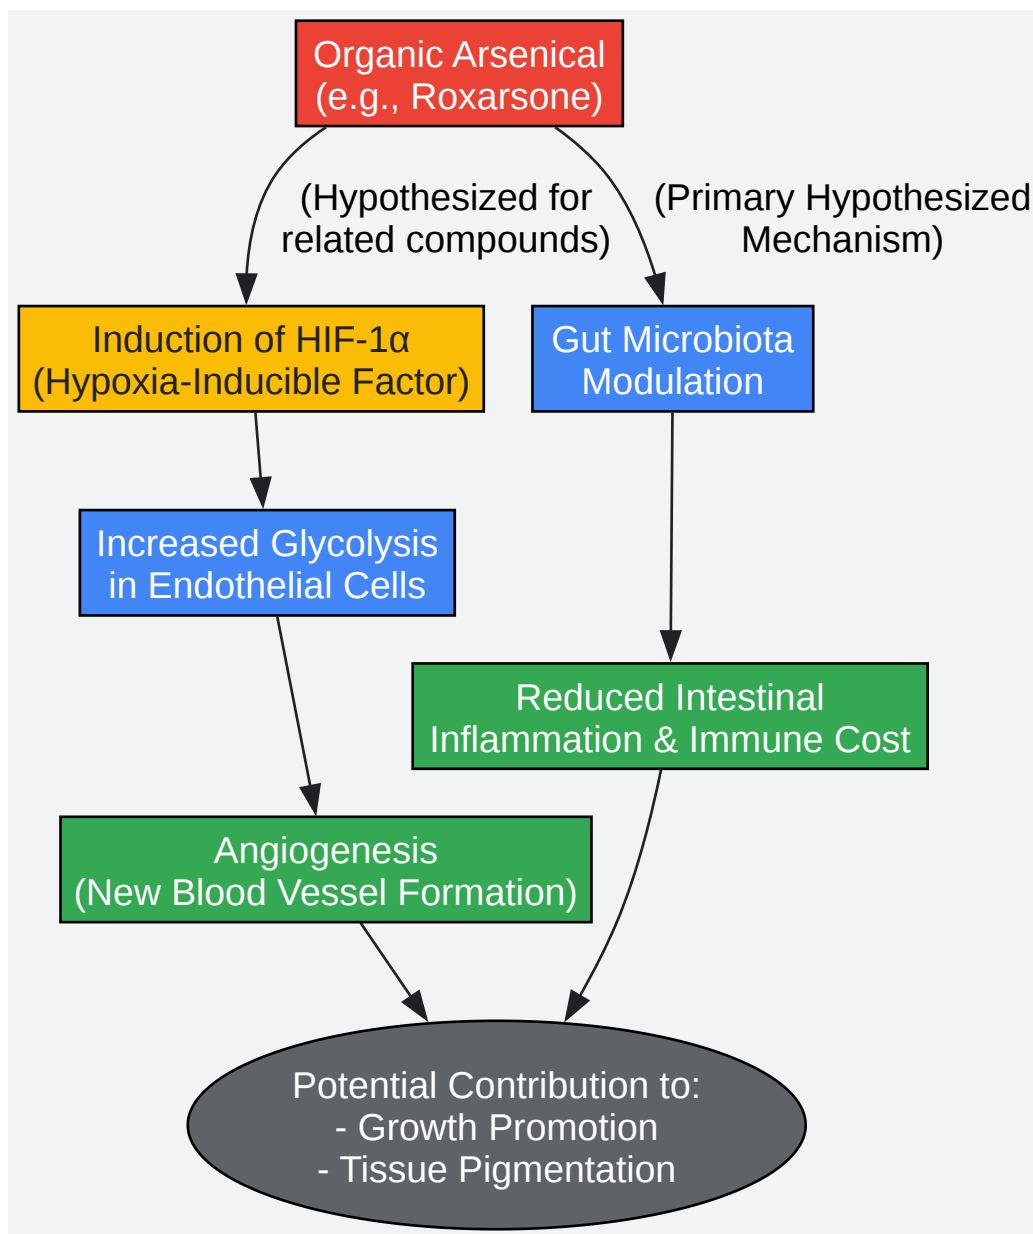 Organic Arsenical
(e.g., Roxarsone)
(Hypothesized for
related compounds)
(Primary Hypothesized
Mechanism)
Induction of HIF-1α
(Hypoxia-Inducible Factor)
Gut Microbiota
Modulation
Increased Glycolysis
in Endothelial Cells
Reduced Intestinal
Inflammation & Immune Cost
Angiogenesis
(New Blood Vessel Formation)
Potential Contribution to:
- Growth Promotion
- Tissue Pigmentation